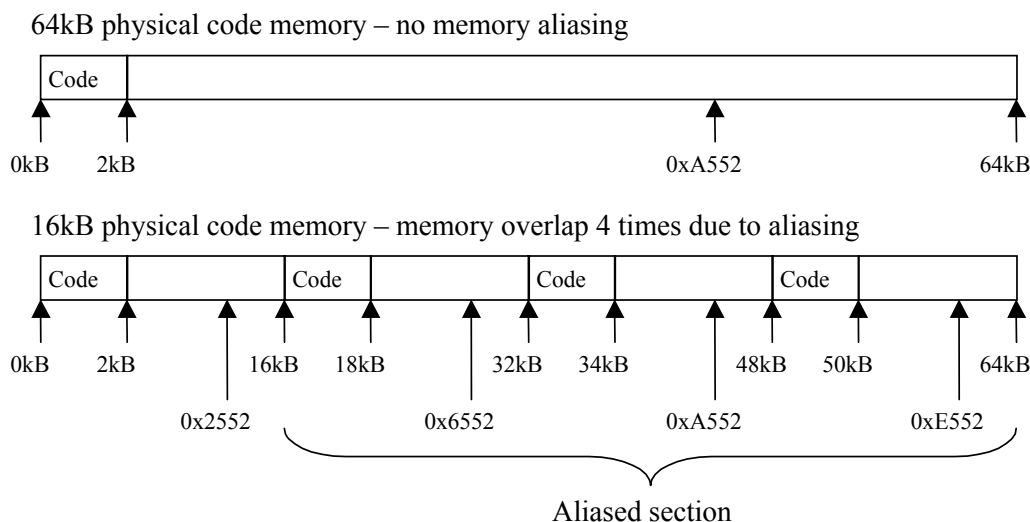 64kB physical code memory – no memory aliasing
Code
0kB 2kB 0xA552 64kB
16kB physical code memory – memory overlap 4 times due to aliasing
Code Code Code Code
0kB 2kB 16kB 18kB 32kB 34kB 48kB 50kB 64kB
0x2552 0x6552 0xA552 0xE552
Aliased section